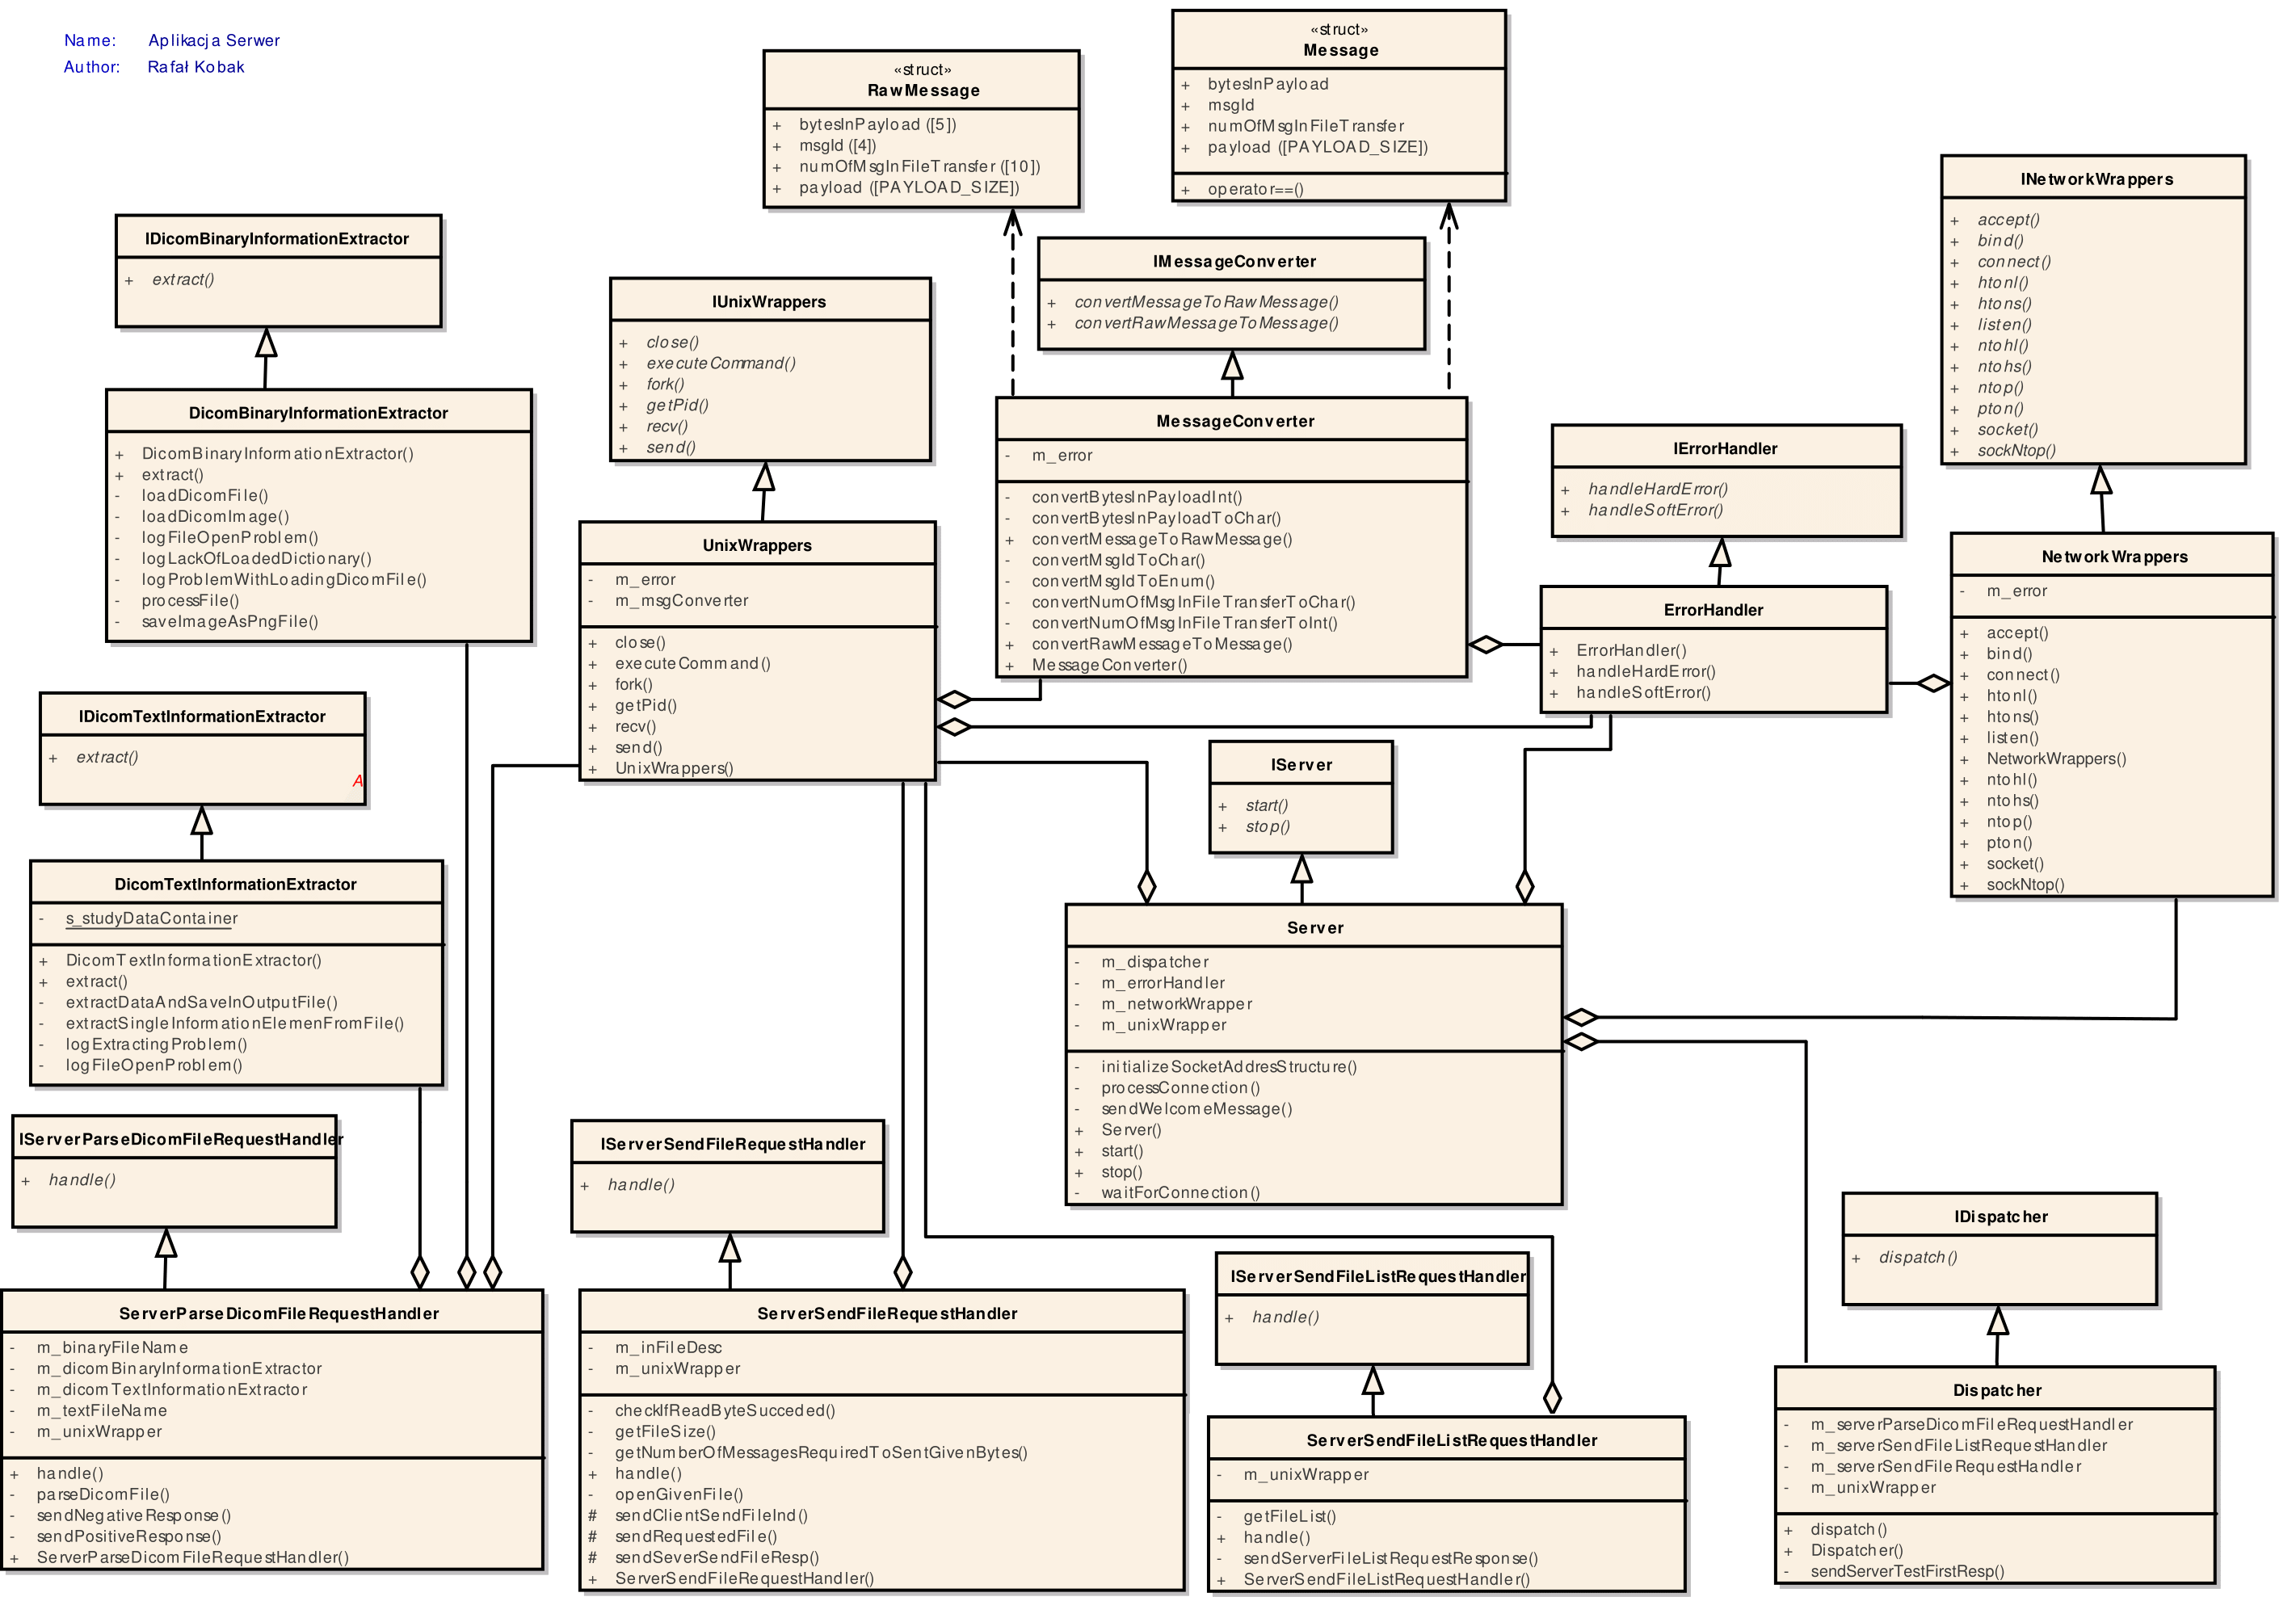 Name: Aplikacja Serwer
Author: Rafał Kobak
«struct»
RawMessage
+ bytesInPayload ([5])
+ msgId ([4])
+ numOfMsgInFileTransfer ([10])
+ payload ([PAYLOAD_SIZE])
«struct»
Message
+ bytesInPayload
+ msgId
+ numOfMsgInFileTransfer
+ payload ([PAYLOAD_SIZE])
+ operator==()
INetworkWrappers
+ accept()
+ bind()
+ connect()
+ htonl()
+ htons()
+ listen()
+ ntohl()
+ ntohs()
+ ntop()
+ pton()
+ socket()
+ sockNtop()
IDicomBinaryInformationExtractor
+ extract()
IUnixWrappers
+ close()
+ executeCommand()
+ fork()
+ getPid()
+ recv()
+ send()
IMessageConverter
+ convertMessageToRawMessage()
+ convertRawMessageToMessage()
DicomBinaryInformationExtractor
+ DicomBinaryInformationExtractor()
+ extract()
- loadDicomFile()
- loadDicomImage()
- logFileOpenProblem()
- logLackOfLoadedDictionary()
- logProblemWithLoadingDicomFile()
- processFile()
- saveImageAsPngFile()
UnixWrappers
- m_error
- m_msgConverter
+ close()
+ executeCommand()
+ fork()
+ getPid()
+ recv()
+ send()
+ UnixWrappers()
MessageConverter
- m_error
- convertBytesInPayloadInt()
- convertBytesInPayloadToChar()
+ convertMessageToRawMessage()
- convertMsgIdToChar()
- convertMsgIdToEnum()
- convertNumOfMsgInFileTransferToChar()
- convertNumOfMsgInFileTransferToInt()
+ convertRawMessageToMessage()
+ MessageConverter()
IErrorHandler
+ handleHardError()
+ handleSoftError()
ErrorHandler
+ ErrorHandler()
+ handleHardError()
+ handleSoftError()
NetworkWrappers
- m_error
+ accept()
+ bind()
+ connect()
+ htonl()
+ htons()
+ listen()
+ NetworkWrappers()
+ ntohl()
+ ntohs()
+ ntop()
+ pton()
+ socket()
+ sockNtop()
IDicomTextInformationExtractor
+ extract()
A
DicomTextInformationExtractor
- s_studyDataContainer
+ DicomTextInformationExtractor()
+ extract()
- extractDataAndSaveInOutputFile()
- extractSingleInformationElemenFromFile()
- logExtractingProblem()
- logFileOpenProblem()
IServer
+ start()
+ stop()
Server
- m_dispatcher
- m_errorHandler
- m_networkWrapper
- m_unixWrapper
- initializeSocketAddresStructure()
- processConnection()
- sendWelcomeMessage()
+ Server()
+ start()
+ stop()
- waitForConnection()
IServerParseDicomFileRequestHandler
+ handle()
IServerSendFileRequestHandler
+ handle()
IServerSendFileListRequestHandler
+ handle()
IDispatcher
+ dispatch()
ServerParseDicomFileRequestHandler
- m_binaryFileName
- m_dicomBinaryInformationExtractor
- m_dicomTextInformationExtractor
- m_textFileName
- m_unixWrapper
+ handle()
- parseDicomFile()
- sendNegativeResponse()
- sendPositiveResponse()
+ ServerParseDicomFileRequestHandler()
ServerSendFileRequestHandler
- m_inFileDesc
- m_unixWrapper
- checkIfReadByteSucceded()
- getFileSize()
- getNumberOfMessagesRequiredToSentGivenBytes()
+ handle()
- openGivenFile()
# sendClientSendFileInd()
# sendRequestedFile()
# sendSeverSendFileResp()
+ ServerSendFileRequestHandler()
ServerSendFileListRequestHandler
- m_unixWrapper
- getFileList()
+ handle()
- sendServerFileListRequestResponse()
+ ServerSendFileListRequestHandler()
Dispatcher
- m_serverParseDicomFileRequestHandler
- m_serverSendFileListRequestHandler
- m_serverSendFileRequestHandler
- m_unixWrapper
+ dispatch()
+ Dispatcher()
- sendServerTestFirstResp()